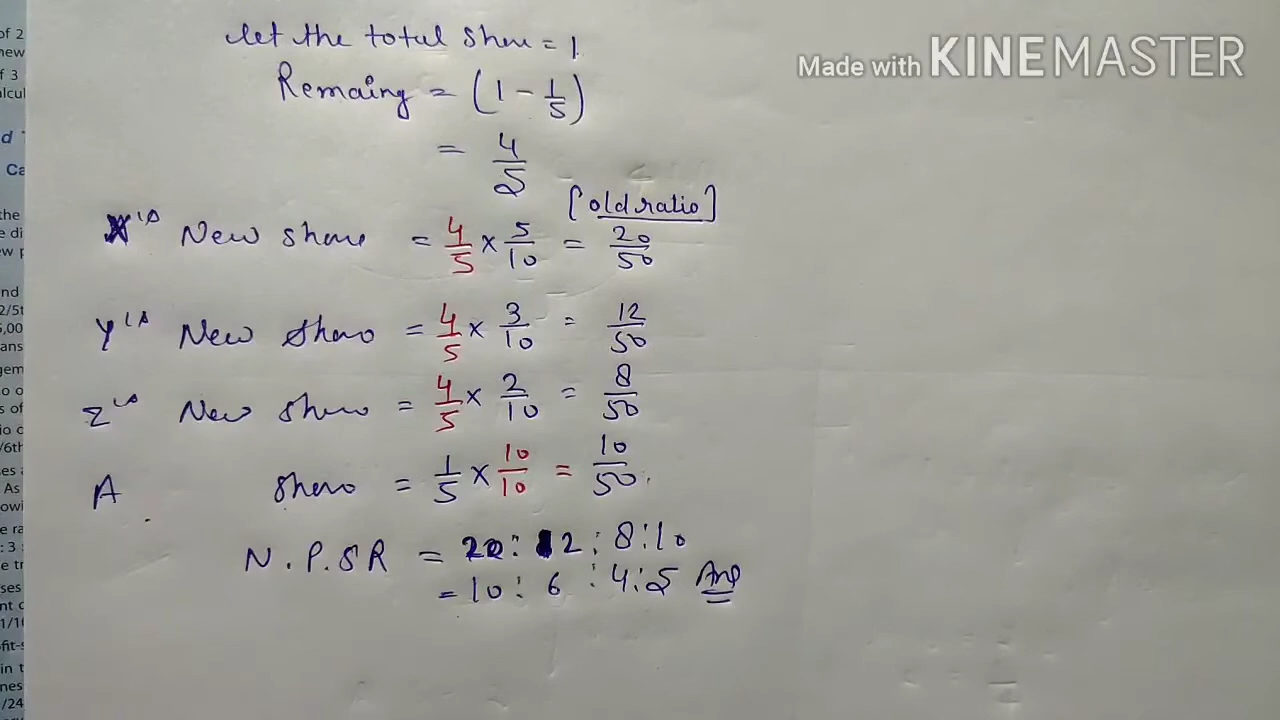 Made with KINEMASTER
let the total Share = 1
Remaing = (1 - 1/5)
= 4/5
[old ratio]
X's New share = 4/5 × 5/10 = 20/50
Y's New share = 4/5 × 3/10 = 12/50
Z's New share = 4/5 × 2/10 = 8/50
A share = 1/5 × 10/10 = 10/50
N.P.S.R = 20 : 12 : 8 : 10
= 10 : 6 : 4 : 5 Ans